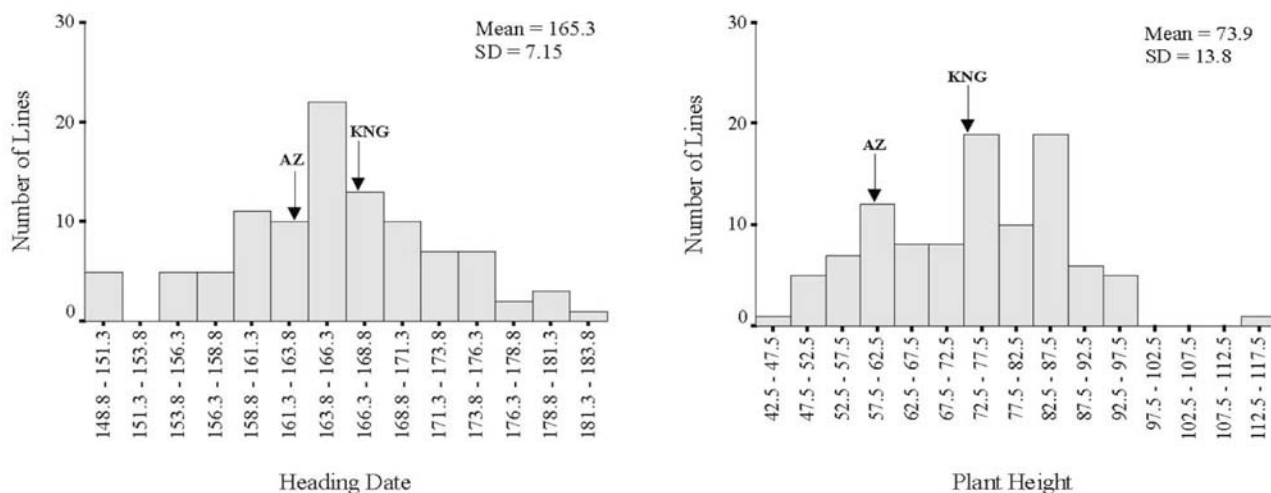 30
20
10
0
Number of Lines
Mean = 165.3
SD = 7.15
AZ
KNG
148.8 - 151.3
151.3 - 153.8
153.8 - 156.3
156.3 - 158.8
158.8 - 161.3
161.3 - 163.8
163.8 - 166.3
166.3 - 168.8
168.8 - 171.3
171.3 - 173.8
173.8 - 176.3
176.3 - 178.8
178.8 - 181.3
181.3 - 183.8
Heading Date
30
20
10
0
Number of Lines
Mean = 73.9
SD = 13.8
KNG
AZ
42.5 - 47.5
47.5 - 52.5
52.5 - 57.5
57.5 - 62.5
62.5 - 67.5
67.5 - 72.5
72.5 - 77.5
77.5 - 82.5
82.5 - 87.5
87.5 - 92.5
92.5 - 97.5
97.5 - 102.5
102.5 - 107.5
107.5 - 112.5
112.5 - 117.5
Plant Height